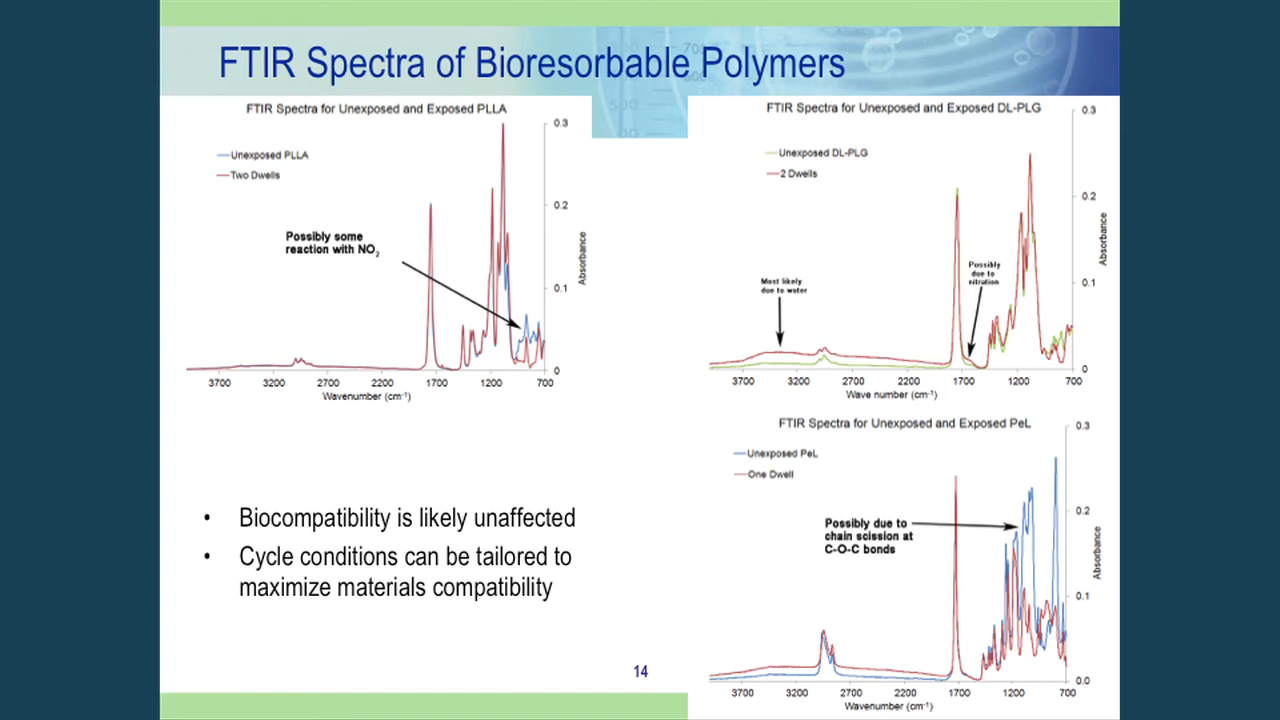 FTIR Spectra of Bioresorbable Polymers
FTIR Spectra for Unexposed and Exposed PLLA
Unexposed PLLA
Two Dwells
Possibly some
reaction with NO2
0.3
0.2
0.1
0
Absorbance
3700 3200 2700 2200 1700 1200 700
Wavenumber (cm-1)
FTIR Spectra for Unexposed and Exposed DL-PLG
Unexposed DL-PLG
2 Dwells
Most likely
due to water
Possibly
due to
nitration
0.3
0.2
0.1
0
Absorbance
3700 3200 2700 2200 1700 1200 700
Wave number (cm-1)
FTIR Spectra for Unexposed and Exposed PeL
Unexposed PeL
One Dwell
Possibly due to
chain scission at
C-O-C bonds
0.3
0.2
0.1
0.0
Absorbance
3700 3200 2700 2200 1700 1200 700
Wavenumber (cm-1)
• Biocompatibility is likely unaffected
• Cycle conditions can be tailored to
maximize materials compatibility
14